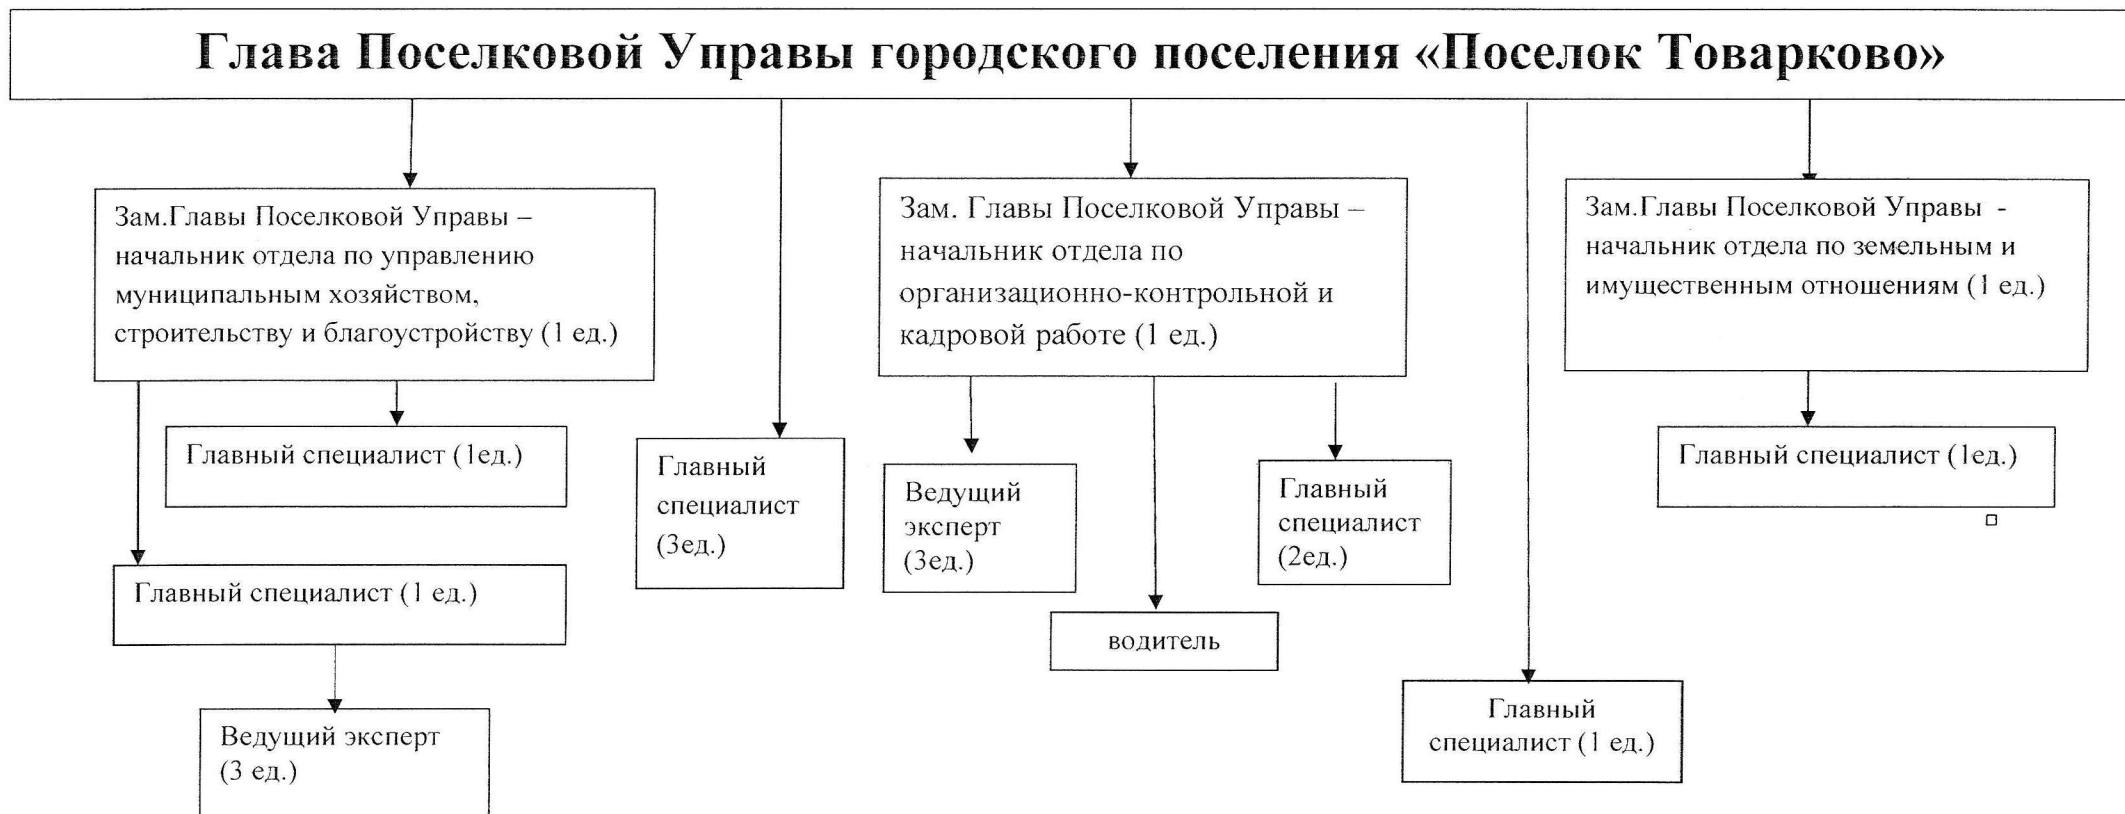 Глава Поселковой Управы городского поселения «Поселок Товарково»
Зам.Главы Поселковой Управы –
начальник отдела по управлению
муниципальным хозяйством,
строительству и благоустройству (1 ед.)
Зам. Главы Поселковой Управы –
начальник отдела по
организационно-контрольной и
кадровой работе (1 ед.)
Зам.Главы Поселковой Управы -
начальник отдела по земельным и
имущественным отношениям (1 ед.)
Главный специалист (1ед.)
Главный
специалист
(3ед.)
Ведущий
эксперт
(3ед.)
Главный
специалист
(2ед.)
Главный специалист (1ед.)
Главный специалист (1 ед.)
водитель
Главный
специалист (1 ед.)
Ведущий эксперт
(3 ед.)